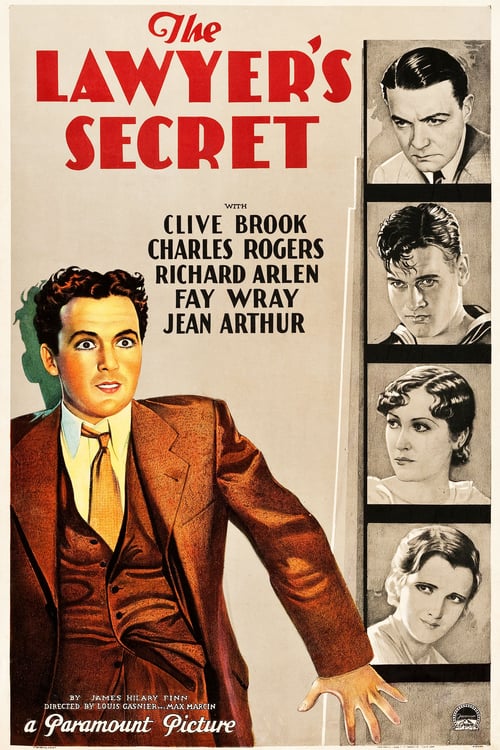 The
LAWYER'S
SECRET
WITH
CLIVE BROOK
CHARLES ROGERS
RICHARD ARLEN
FAY WRAY
JEAN ARTHUR
BY JAMES HILARY FINN
DIRECTED BY LOUIS GASNIER AND MAX MARCIN
a Paramount Picture